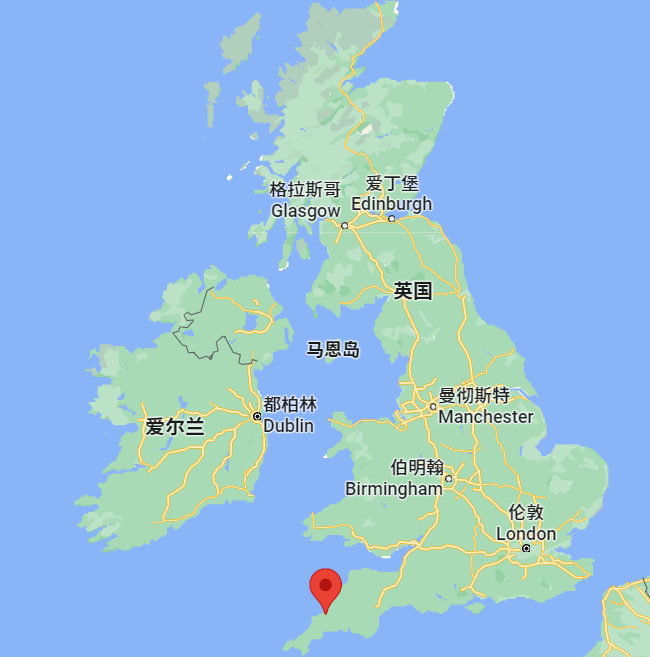 格拉斯哥
Glasgow
爱丁堡
Edinburgh
英国
马恩岛
都柏林
Dublin
爱尔兰
曼彻斯特
Manchester
伯明翰
Birmingham
伦敦
London